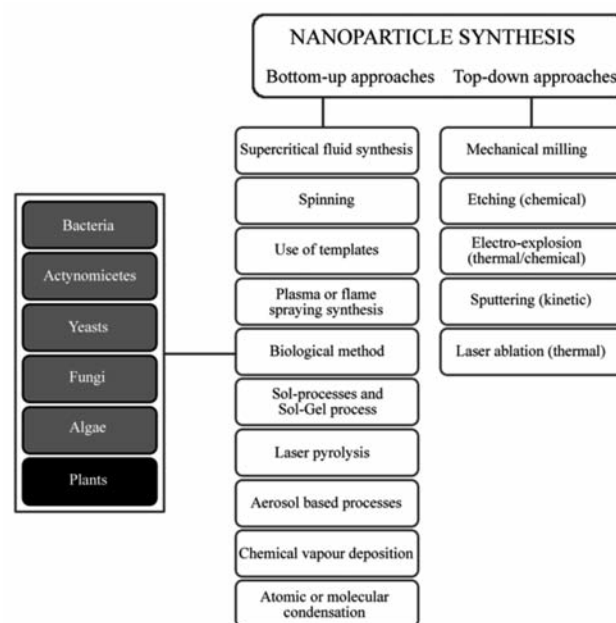 NANOPARTICLE SYNTHESIS
Bottom-up approaches Top-down approaches
Supercritical fluid synthesis
Spinning
Use of templates
Plasma or flame
spraying synthesis
Biological method
Sol-processes and
Sol-Gel process
Laser pyrolysis
Aerosol based processes
Chemical vapour deposition
Atomic or molecular
condensation
Mechanical milling
Etching (chemical)
Electro-explosion
(thermal/chemical)
Sputtering (kinetic)
Laser ablation (thermal)
Bacteria
Actynomicetes
Yeasts
Fungi
Algae
Plants